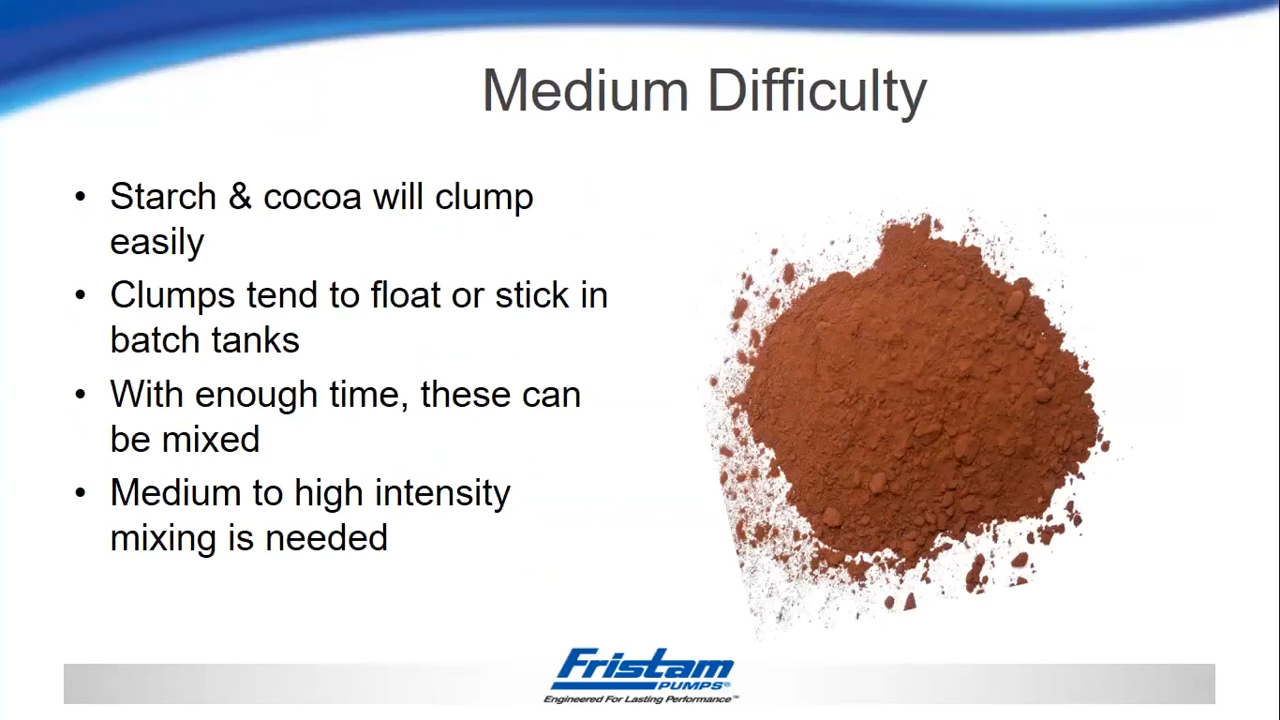 Medium Difficulty
• Starch & cocoa will clump
easily
• Clumps tend to float or stick in
batch tanks
• With enough time, these can
be mixed
• Medium to high intensity
mixing is needed
Fristam
PUMPS®
Engineered For Lasting Performance™